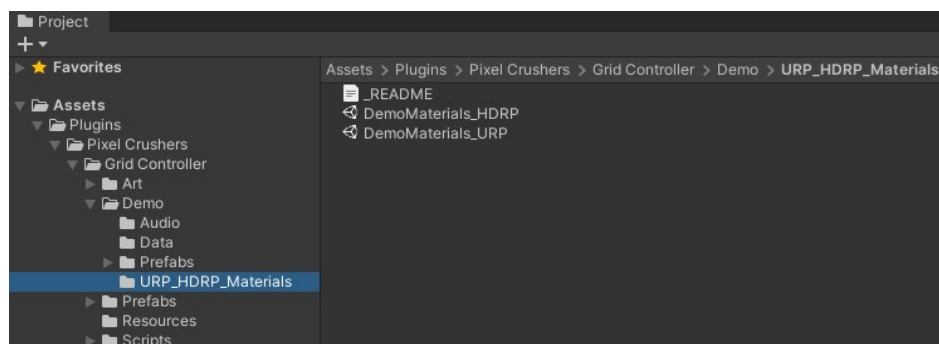 Project
Favorites
Assets
Plugins
Pixel Crushers
Grid Controller
Art
Demo
Audio
Data
Prefabs
URP_HDRP_Materials
Prefabs
Resources
Scripts
Assets > Plugins > Pixel Crushers > Grid Controller > Demo > URP_HDRP_Materials
_README
DemoMaterials_HDRP
DemoMaterials_URP